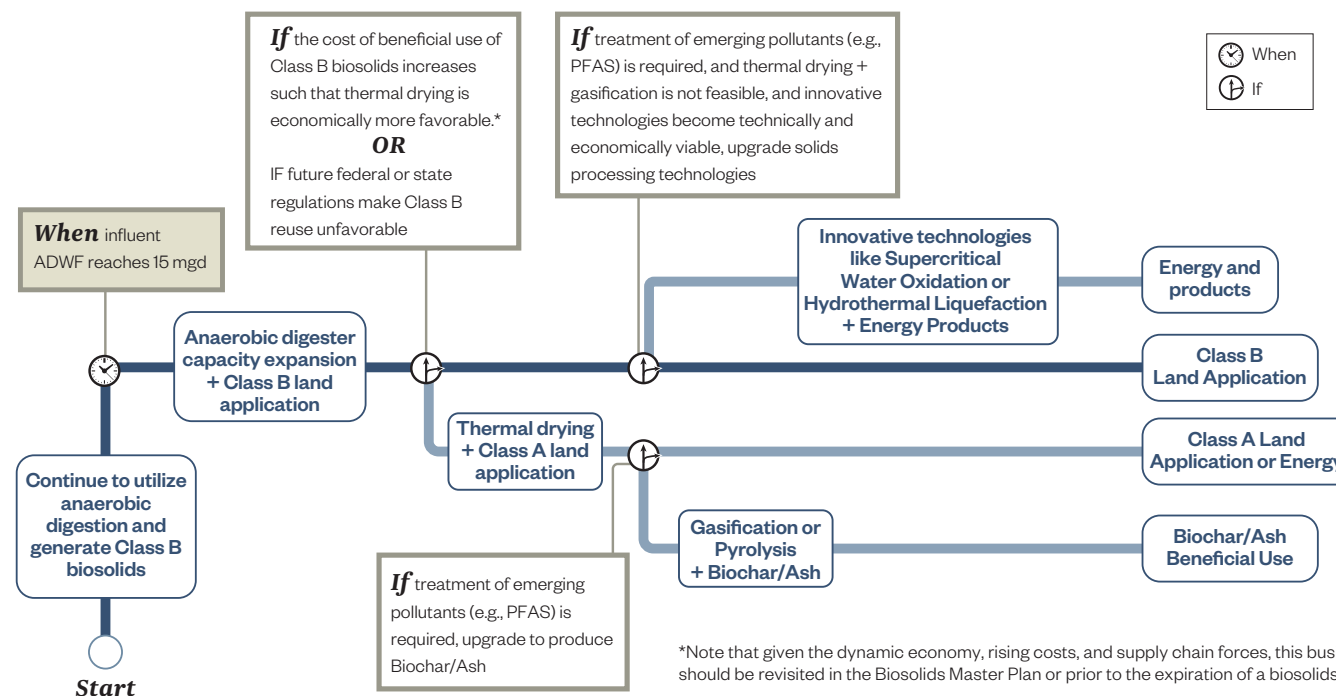 If the cost of beneficial use of
Class B biosolids increases
such that thermal drying is
economically more favorable.*
OR
IF future federal or state
regulations make Class B
reuse unfavorable
If treatment of emerging pollutants (e.g.,
PFAS) is required, and thermal drying +
gasification is not feasible, and innovative
technologies become technically and
economically viable, upgrade solids
processing technologies
When
If
When influent
ADWF reaches 15 mgd
Innovative technologies
like Supercritical
Water Oxidation or
Hydrothermal Liquefaction
+ Energy Products
Energy and
products
Anaerobic digester
capacity expansion
+ Class B land
application
Class B
Land Application
Thermal drying
+ Class A land
application
Class A Land
Application or Energy
Continue to utilize
anaerobic
digestion and
generate Class B
biosolids
Gasification or
Pyrolysis
+ Biochar/Ash
Biochar/Ash
Beneficial Use
If treatment of emerging
pollutants (e.g., PFAS) is
required, upgrade to produce
Biochar/Ash
Start
*Note that given the dynamic economy, rising costs, and supply chain forces, this bus
should be revisited in the Biosolids Master Plan or prior to the expiration of a biosolids